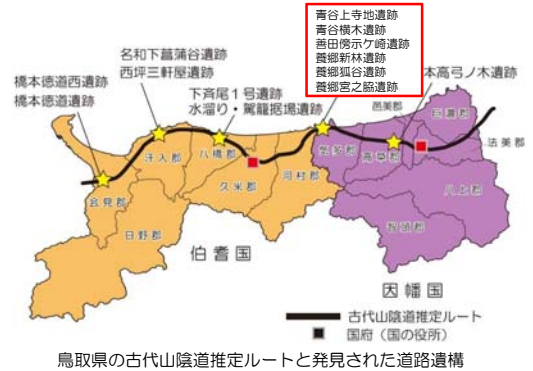 青谷上寺地遺跡
青谷横木遺跡
善田傍示ケ崎遺跡
養郷新林遺跡
養郷狐谷遺跡
養郷宮之脇遺跡
名和下菖蒲谷遺跡
西坪三軒屋遺跡
橋本徳道西遺跡
橋本徳道遺跡
下斉尾１号遺跡
水溜り・駕籠据場遺跡
本高弓ノ木遺跡
邑美郡
巨濃郡
法美郡
汗入郡
八橋郡
気多郡
高草郡
会見郡
久米郡
河村郡
八上郡
日野郡
智頭郡
伯耆国
因幡国
古代山陰道推定ルート
国府（国の役所）
鳥取県の古代山陰道推定ルートと発見された道路遺構